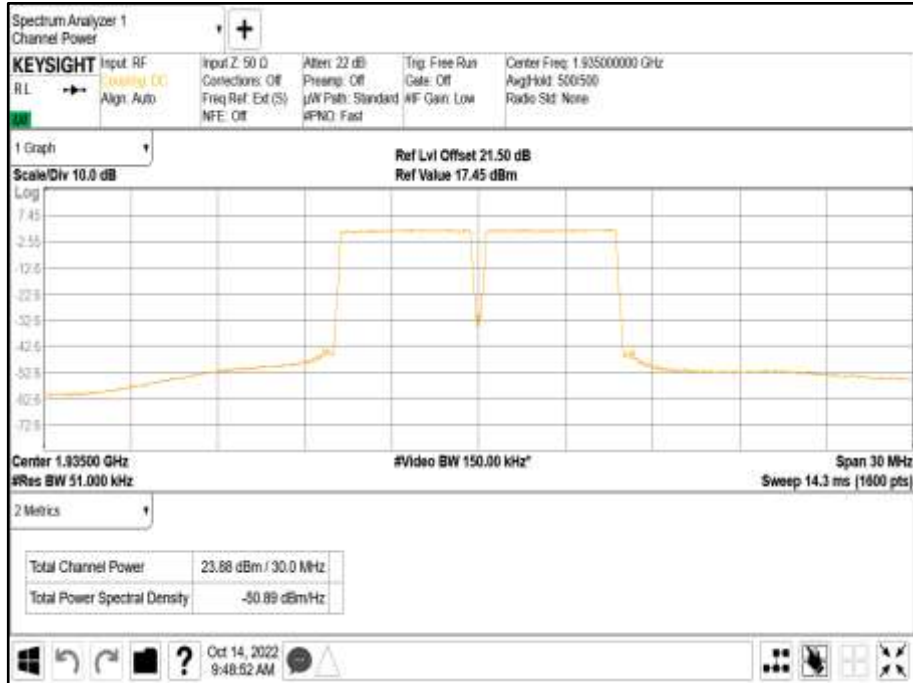 Spectrum Analyzer 1
Channel Power
KEYSIGHT
Input: RF
Coupling: DC
Align: Auto
Input Z: 50 Ω
Corrections: Off
Freq Ref: Ext (S)
NFE: Off
Atten: 22 dB
Preamp: Off
µW Path: Standard
#PNO: Fast
Trig: Free Run
Gate: Off
#IF Gain: Low
Center Freq: 1.935000000 GHz
Avg|Hold: 500/500
Radio Std: None
RL
1 Graph
Scale/Div 10.0 dB
Ref Lvl Offset 21.50 dB
Ref Value 17.45 dBm
Log
7.45
-2.55
-12.6
-22.6
-32.6
-42.6
-52.6
-62.6
-72.6
Center 1.93500 GHz
#Video BW 150.00 kHz*
Span 30 MHz
#Res BW 51.000 kHz
Sweep 14.3 ms (1600 pts)
2 Metrics
Total Channel Power 23.88 dBm / 30.0 MHz
Total Power Spectral Density -50.89 dBm/Hz
?
Oct 14, 2022
9:48:52 AM